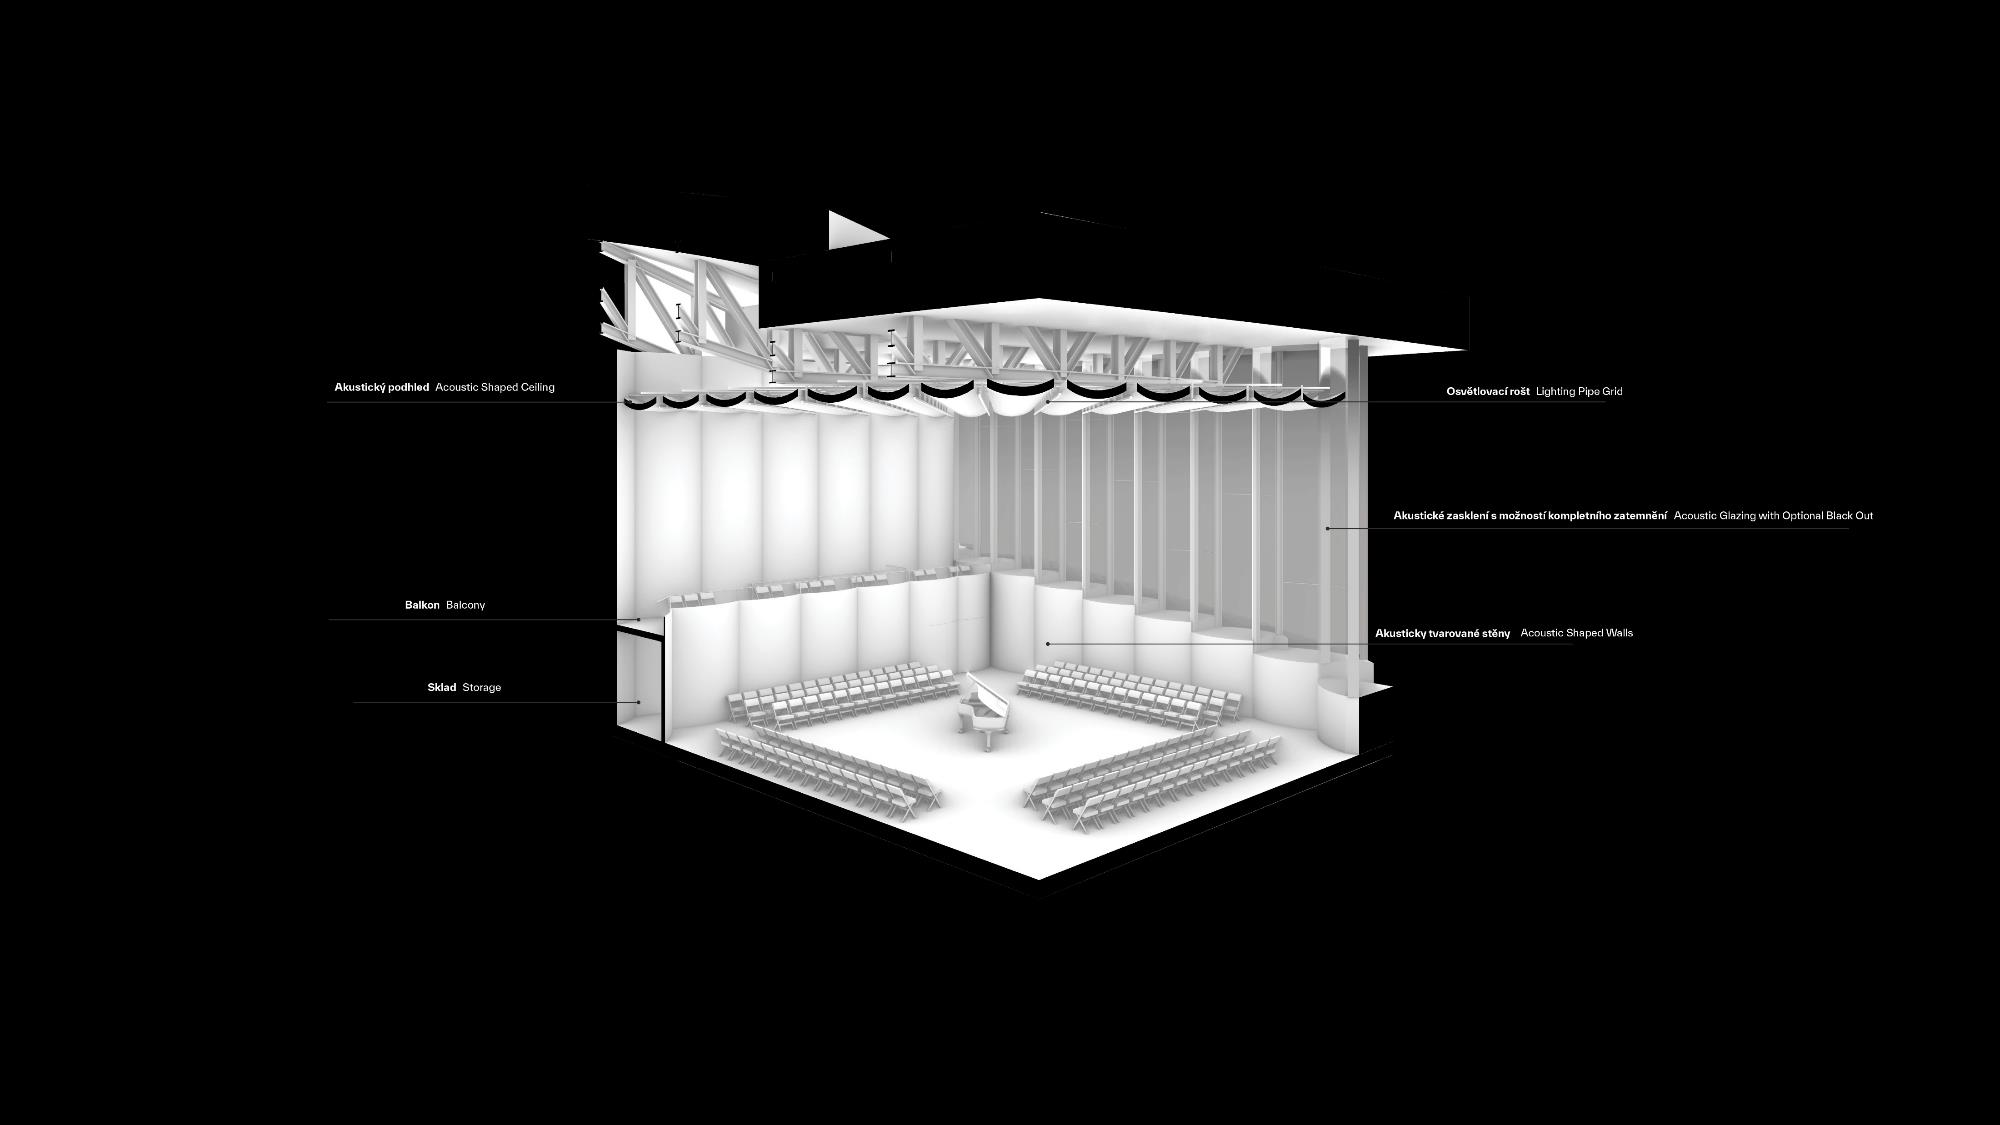 Akustický podhled Acoustic Shaped Ceiling
Osvětlovací rošt Lighting Pipe Grid
Akustické zasklení s možností kompletního zatemnění Acoustic Glazing with Optional Black Out
Balkon Balcony
Akusticky tvarované stěny Acoustic Shaped Walls
Sklad Storage